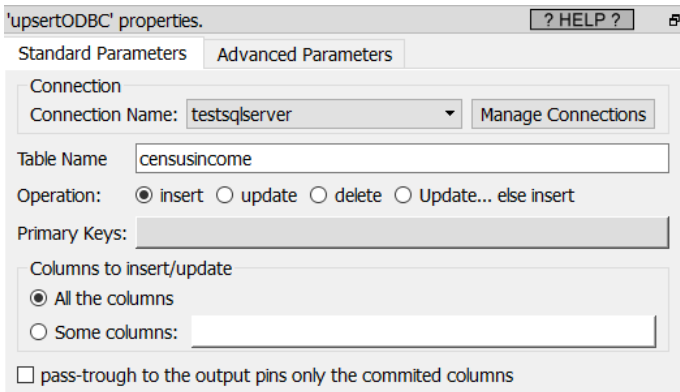 'upsertODBC' properties. ? HELP ?
Standard Parameters Advanced Parameters
Connection
Connection Name: testsqlserver Manage Connections
Table Name censusincome
Operation: insert update delete Update... else insert
Primary Keys:
Columns to insert/update
All the columns
Some columns:
pass-trough to the output pins only the commited columns